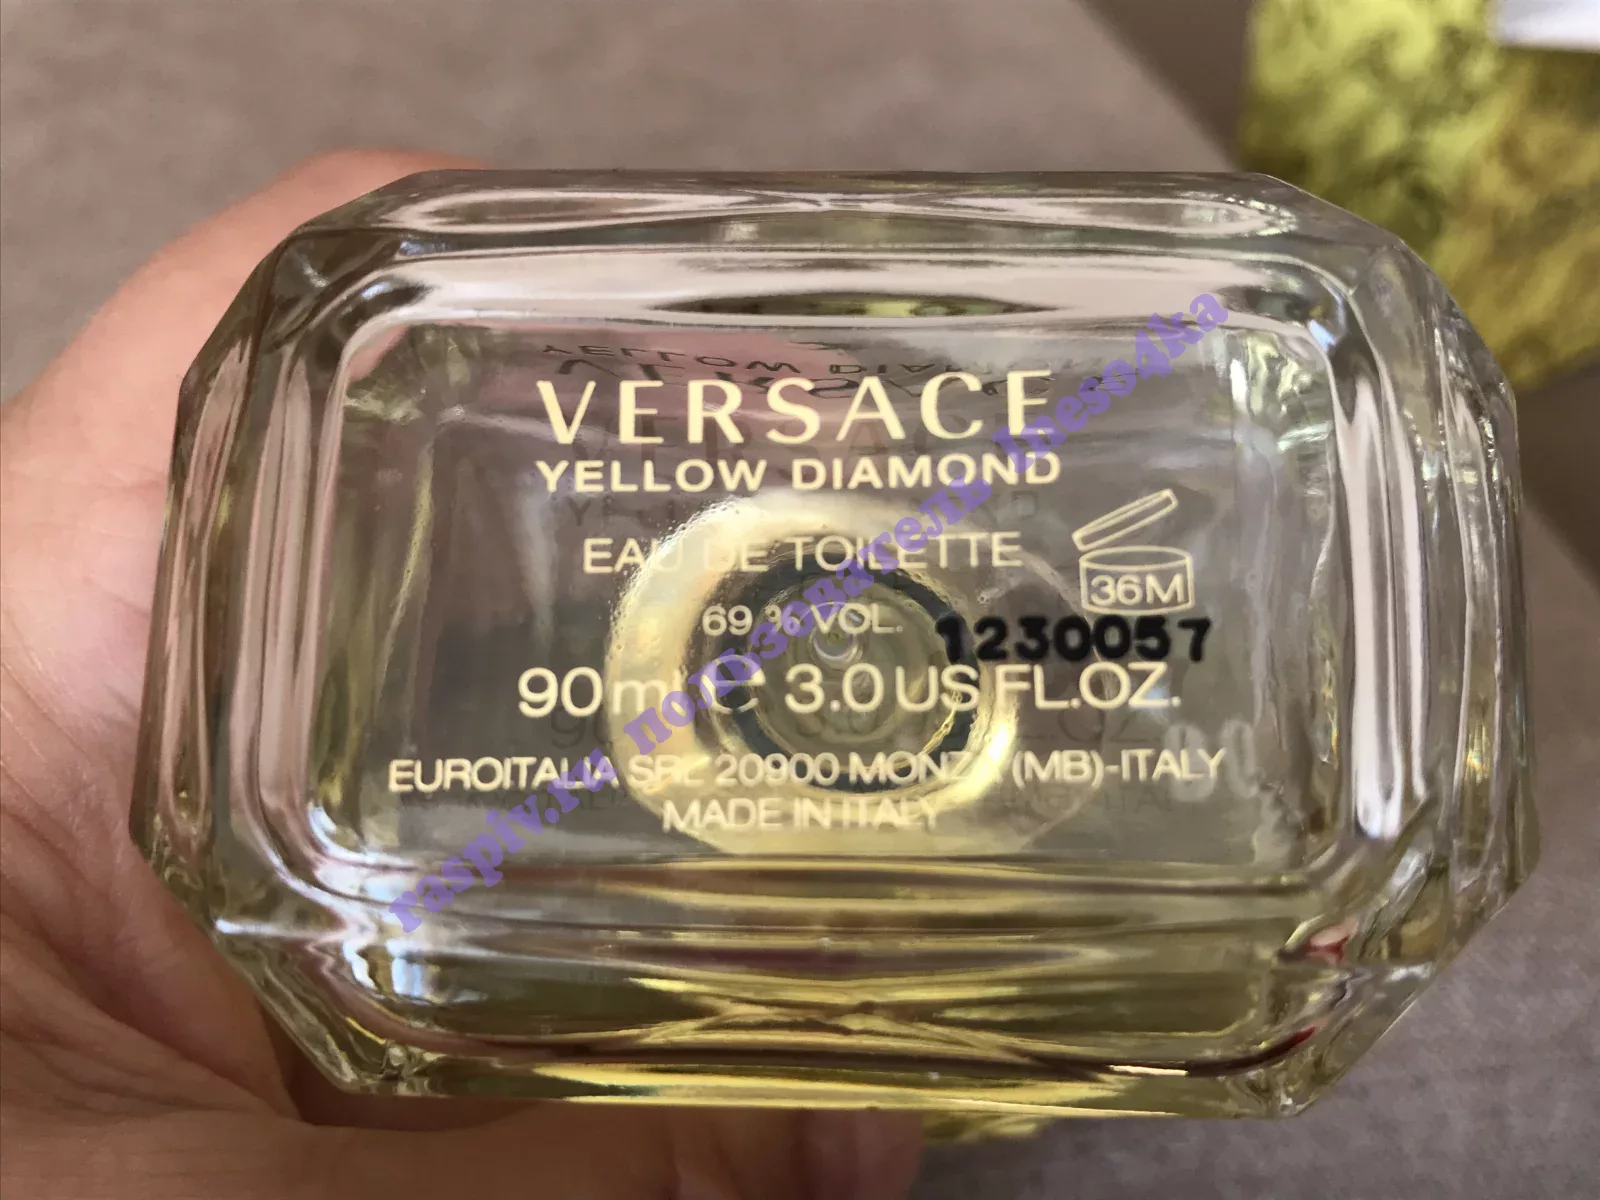 VERSACE
YELLOW DIAMOND
EAU DE TOILETTE
36M
69 % VOL.
1230057
90 ml e 3.0 US FL.OZ.
EUROITALIA SRL 20900 MONZA (MB)-ITALY
MADE IN ITALY
raspiv.ru пользователь